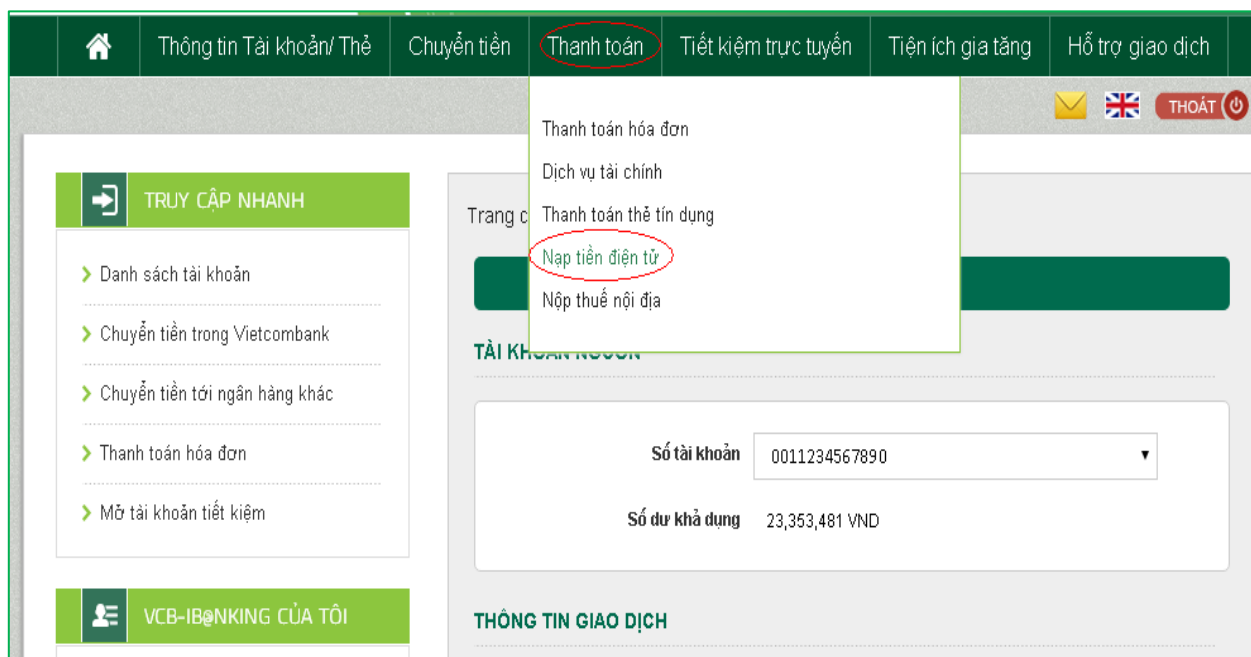 Thông tin Tài khoản/ Thẻ Chuyển tiền Thanh toán Tiết kiệm trực tuyến Tiện ích gia tăng Hỗ trợ giao dịch
THOÁT
Thanh toán hóa đơn
Dịch vụ tài chính
Thanh toán thẻ tín dụng
Nạp tiền điện tử
Nộp thuế nội địa
TRUY CẬP NHANH
Danh sách tài khoản
Chuyển tiền trong Vietcombank
Chuyển tiền tới ngân hàng khác
Thanh toán hóa đơn
Mở tài khoản tiết kiệm
VCB-IB@NKING CỦA TÔI
Trang c
TÀI KHOẢN NGUỒN
Số tài khoản 0011234567890
Số dư khả dụng 23,353,481 VND
THÔNG TIN GIAO DỊCH